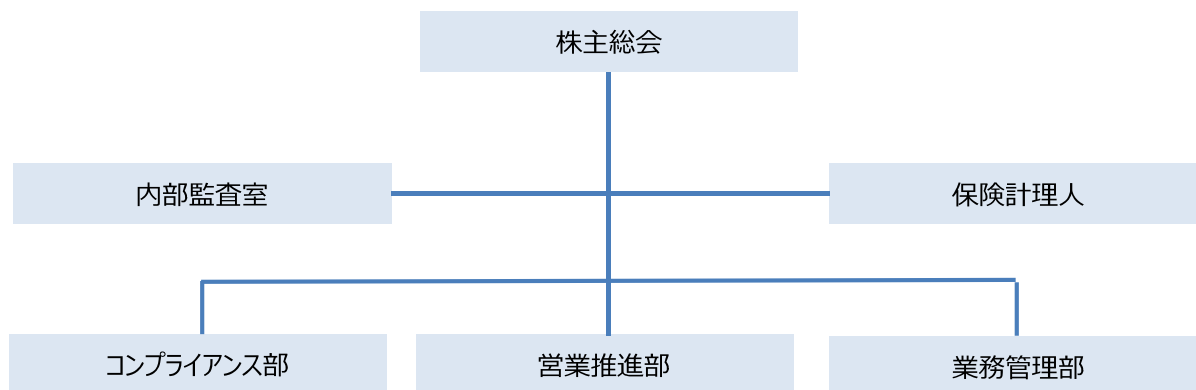 株主総会
内部監査室
保険計理人
コンプライアンス部
営業推進部
業務管理部